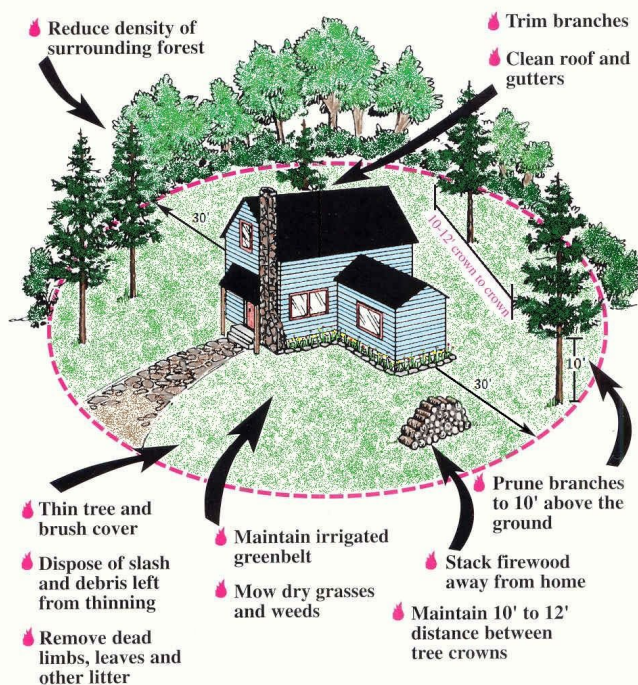 Reduce density of
surrounding forest
Trim branches
Clean roof and
gutters
30'
10-12' crown to crown
10'
30'
Thin tree and
brush cover
Dispose of slash
and debris left
from thinning
Remove dead
limbs, leaves and
other litter
Maintain irrigated
greenbelt
Mow dry grasses
and weeds
Prune branches
to 10' above the
ground
Stack firewood
away from home
Maintain 10' to 12'
distance between
tree crowns